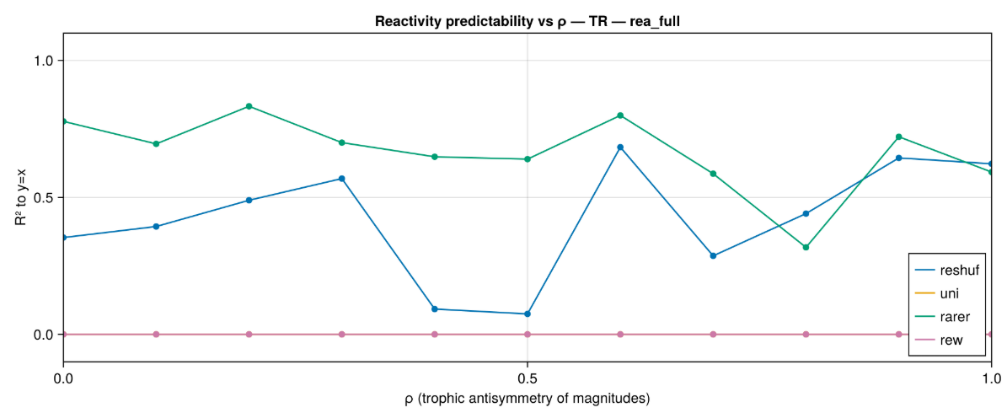 Reactivity predictability vs ρ — TR — rea_full
R² to y=x
1.0
0.5
0.0
0.0
0.5
1.0
ρ (trophic antisymmetry of magnitudes)
reshuf
uni
rarer
rew